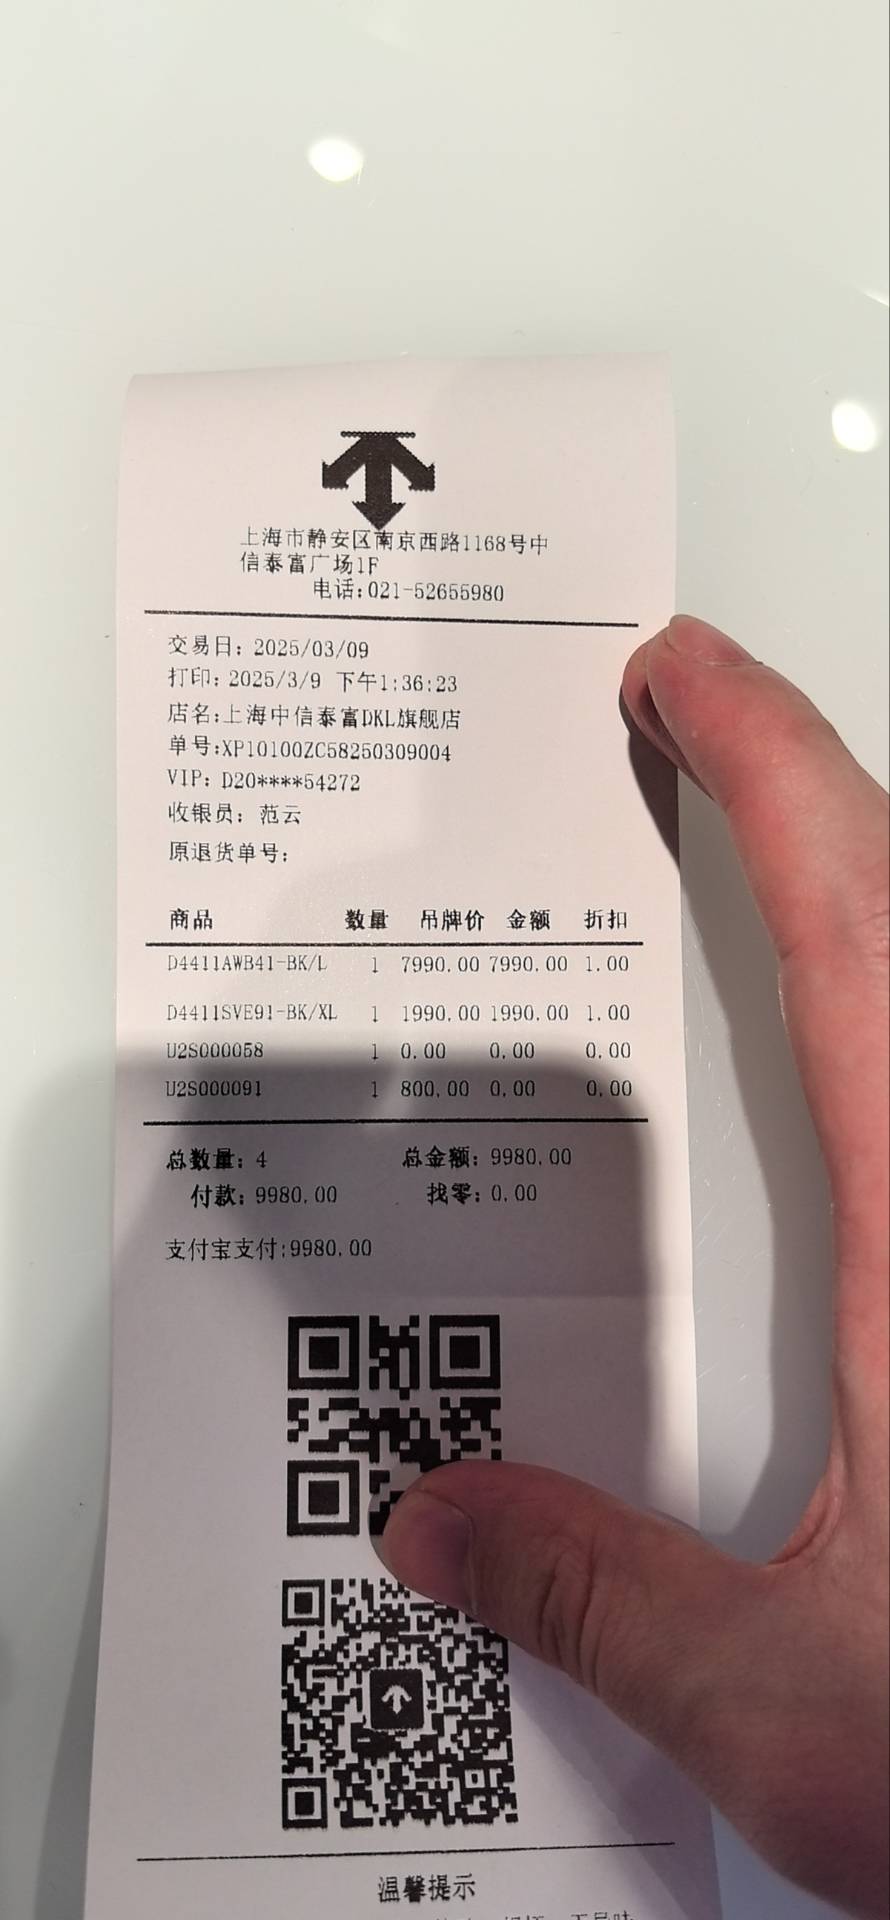 上海市静安区南京西路1168号中
信泰富广场1F
电话:021-52655980
交易日: 2025/03/09
打印: 2025/3/9 下午1:36:23
店名:上海中信泰富DKL旗舰店
单号:XP10100ZC58250309004
VIP: D20****54272
收银员: 范云
原退货单号:
商品 数量 吊牌价 金额 折扣
D4411AWB41-BK/L 1 7990.00 7990.00 1.00
D4411SVE91-BK/XL 1 1990.00 1990.00 1.00
U2S000058 1 0.00 0.00 0.00
U2S000091 1 800.00 0.00 0.00
总数量: 4 总金额: 9980.00
付款: 9980.00 找零: 0.00
支付宝支付:9980.00
温馨提示